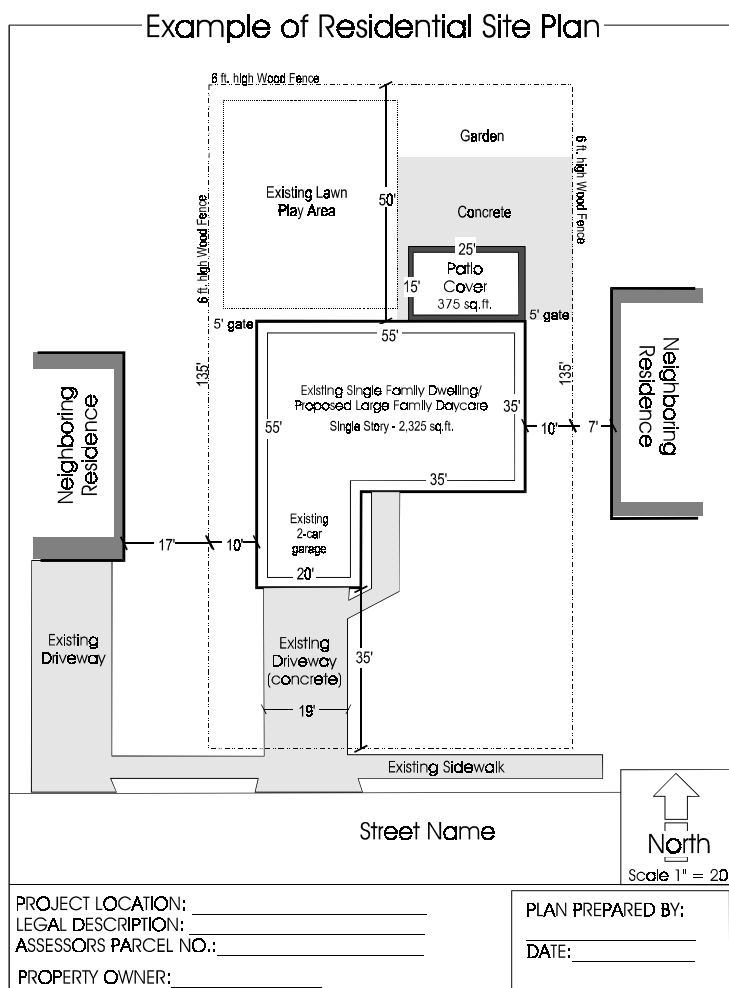 Example of Residential Site Plan
6 ft. high Wood Fence
Garden
6 ft. high Wood Fence
6 ft. high Wood Fence
Existing Lawn
Play Area
50'
Concrete
25'
Patio
Cover
375 sq.ft.
15'
5' gate
5' gate
55'
135'
135'
Neighboring
Residence
Neighboring
Residence
Existing Single Family Dwelling/
Proposed Large Family Daycare
Single Story - 2,325 sq.ft.
35'
55'
10'
7'
35'
Existing
2-car
garage
17'
10'
20'
Existing
Driveway
Existing
Driveway
(concrete)
35'
19'
Existing Sidewalk
Street Name
North
Scale 1" = 20
PROJECT LOCATION:
LEGAL DESCRIPTION:
ASSESSORS PARCEL NO.:
PROPERTY OWNER:
PLAN PREPARED BY:
DATE: